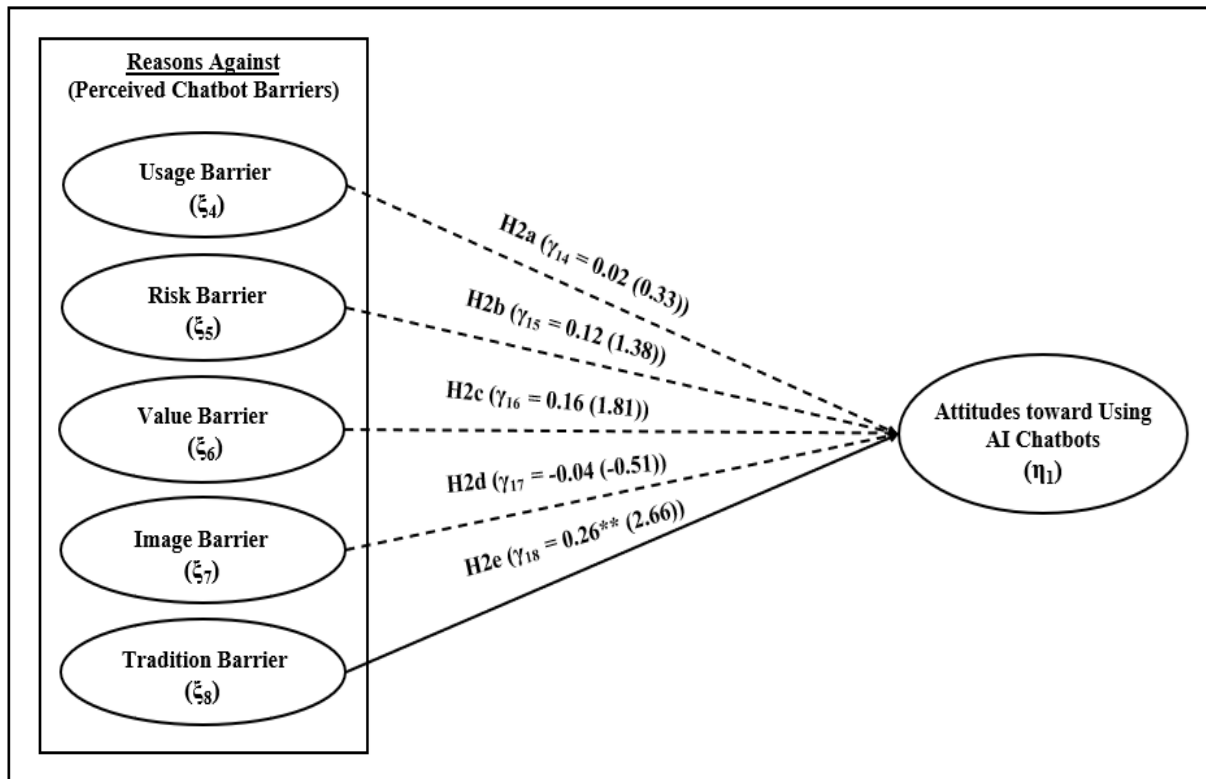 Reasons Against
(Perceived Chatbot Barriers)
Usage Barrier
(ξ₄)
Risk Barrier
(ξ₅)
Value Barrier
(ξ₆)
Image Barrier
(ξ₇)
Tradition Barrier
(ξ₈)
H2a (γ₁₄ = 0.02 (0.33))
H2b (γ₁₅ = 0.12 (1.38))
H2c (γ₁₆ = 0.16 (1.81))
H2d (γ₁₇ = -0.04 (-0.51))
H2e (γ₁₈ = 0.26** (2.66))
Attitudes toward Using
AI Chatbots
(η₁)